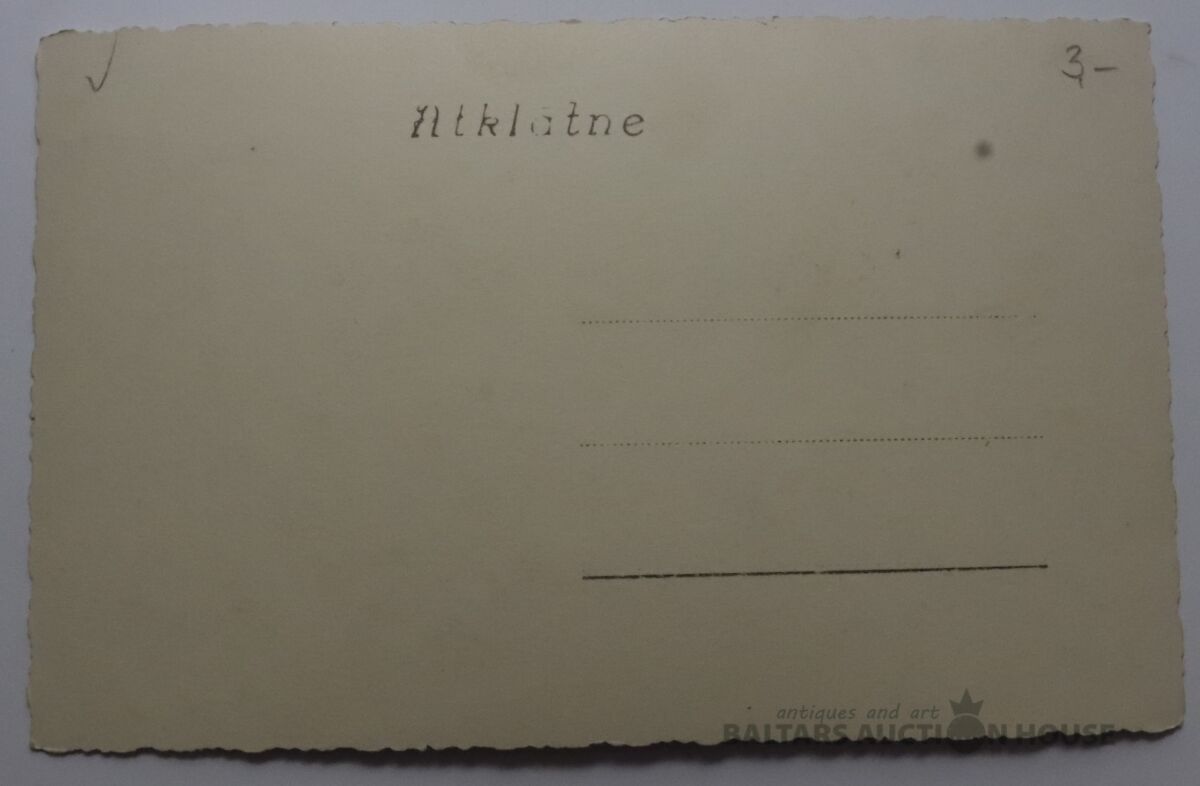 3-
Atklātne
antiques and art
BALTARS AUCTION HOUSE